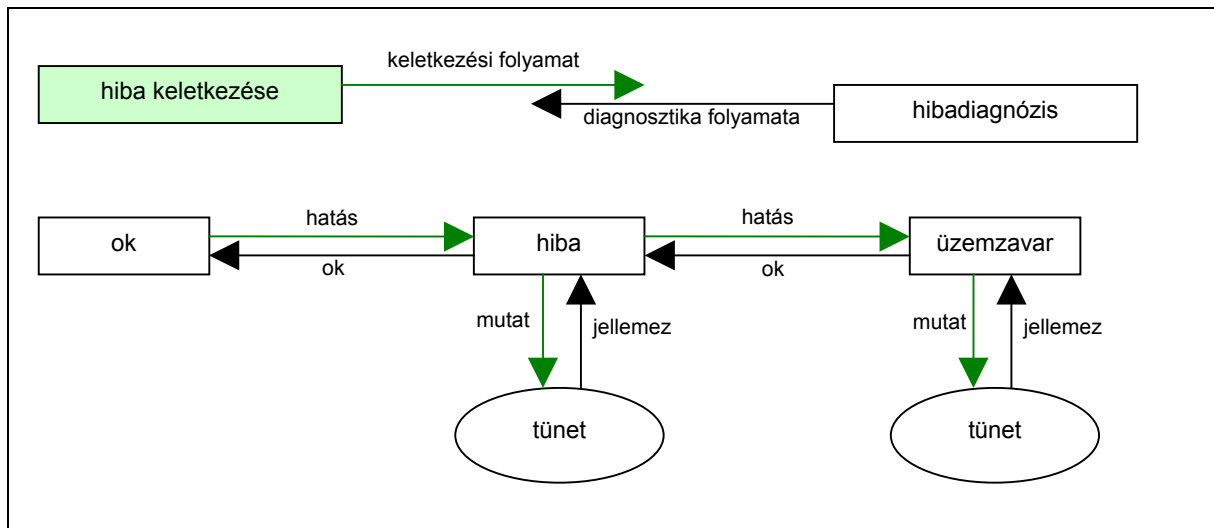 keletkezési folyamat
hiba keletkezése
diagnosztika folyamata
hibadiagnózis
hatás
hatás
ok
hiba
üzemzavar
ok
ok
mutat
jellemez
mutat
jellemez
tünet
tünet